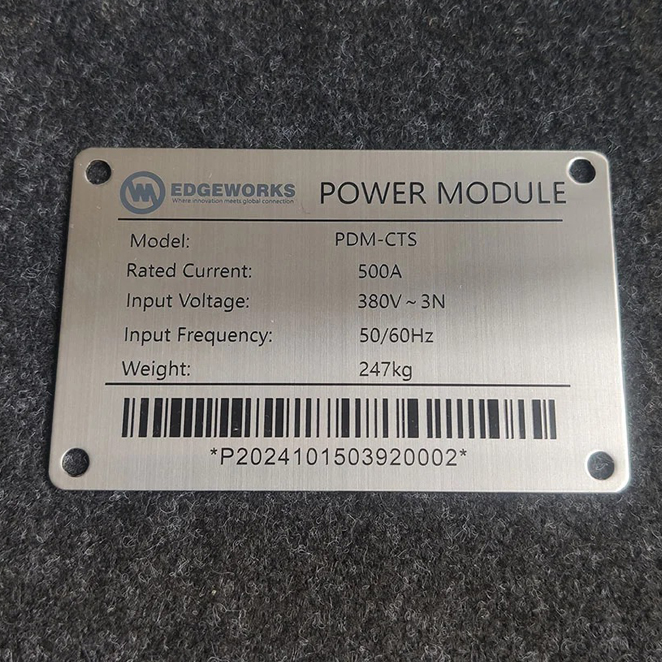 EDGEWORKS
Where innovation meets global connection
POWER MODULE
Model: PDM-CTS
Rated Current: 500A
Input Voltage: 380V ~ 3N
Input Frequency: 50/60Hz
Weight: 247kg
*P2024101503920002*